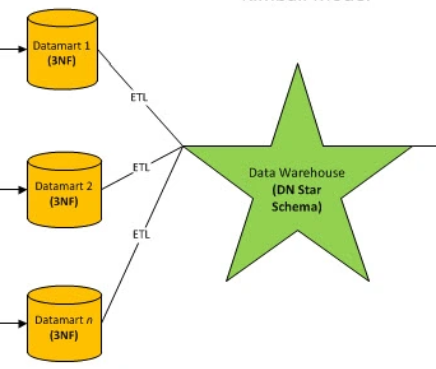 Datamart 1
(3NF)
ETL
Datamart 2
(3NF)
ETL
Data Warehouse
(DN Star
Schema)
ETL
Datamart n
(3NF)